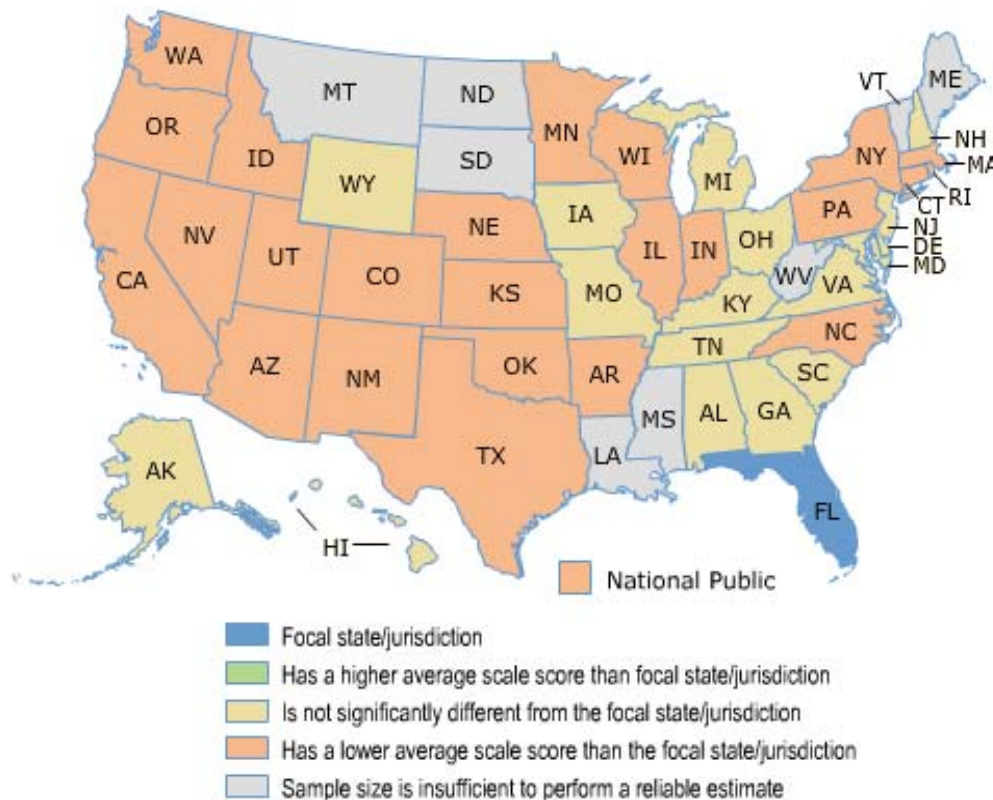 WA
MT
ND
MN
VT
ME
OR
ID
SD
WI
NY
NH
MA
WY
MI
RI
CT
IA
PA
NJ
NE
OH
DE
NV
IL
IN
MD
UT
CO
WV
CA
KS
MO
KY
VA
TN
NC
AZ
NM
OK
AR
SC
MS
AL
GA
TX
LA
AK
FL
HI
National Public
Focal state/jurisdiction
Has a higher average scale score than focal state/jurisdiction
Is not significantly different from the focal state/jurisdiction
Has a lower average scale score than the focal state/jurisdiction
Sample size is insufficient to perform a reliable estimate